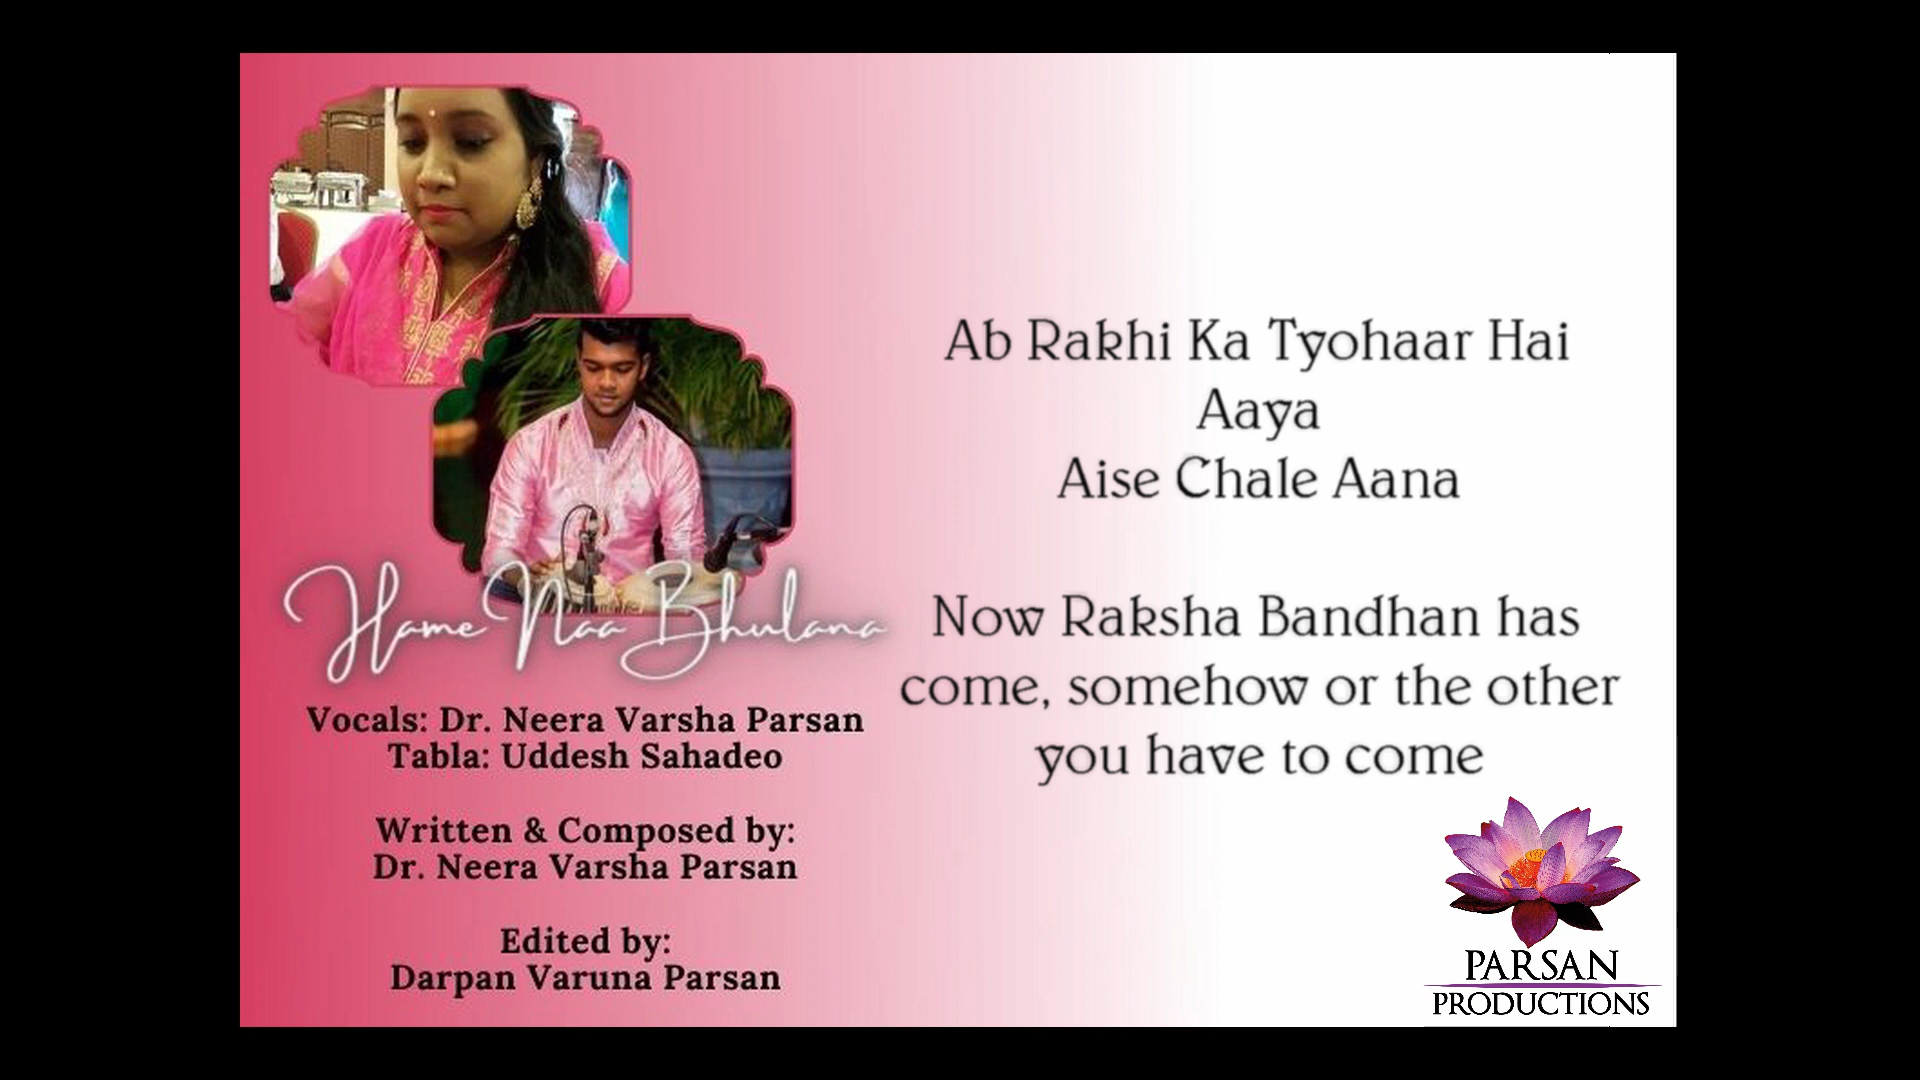 Hame Naa Bhulana
Vocals: Dr. Neera Varsha Parsan
Tabla: Uddesh Sahadeo
Written & Composed by:
Dr. Neera Varsha Parsan
Edited by:
Darpan Varuna Parsan
Ab Rakhi Ka Tyohaar Hai
Aaya
Aise Chale Aana
Now Raksha Bandhan has
come, somehow or the other
you have to come
PARSAN
PRODUCTIONS